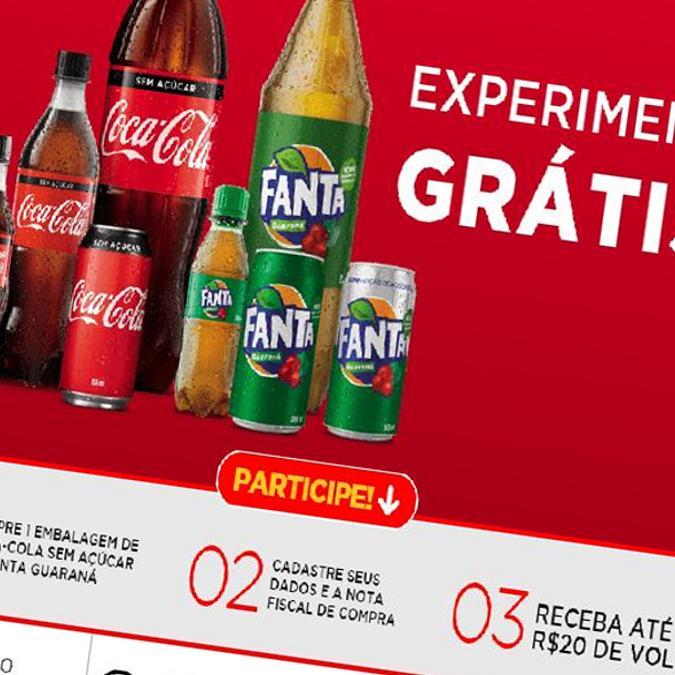 EXPERIMEN
GRÁTIS
SEM AÇÚCAR
Coca-Cola
SEM AÇÚCAR
Coca-Cola
SEM AÇÚCAR
Coca-Cola
FANTA
Guaraná
FANTA
FANTA
Guaraná
FANTA
Guaraná
PARTICIPE!
PRE 1 EMBALAGEM DE
-COLA SEM AÇÚCAR
NTA GUARANÁ
02
CADASTRE SEUS
DADOS E A NOTA
FISCAL DE COMPRA
03
RECEBA ATÉ
R$20 DE VOL